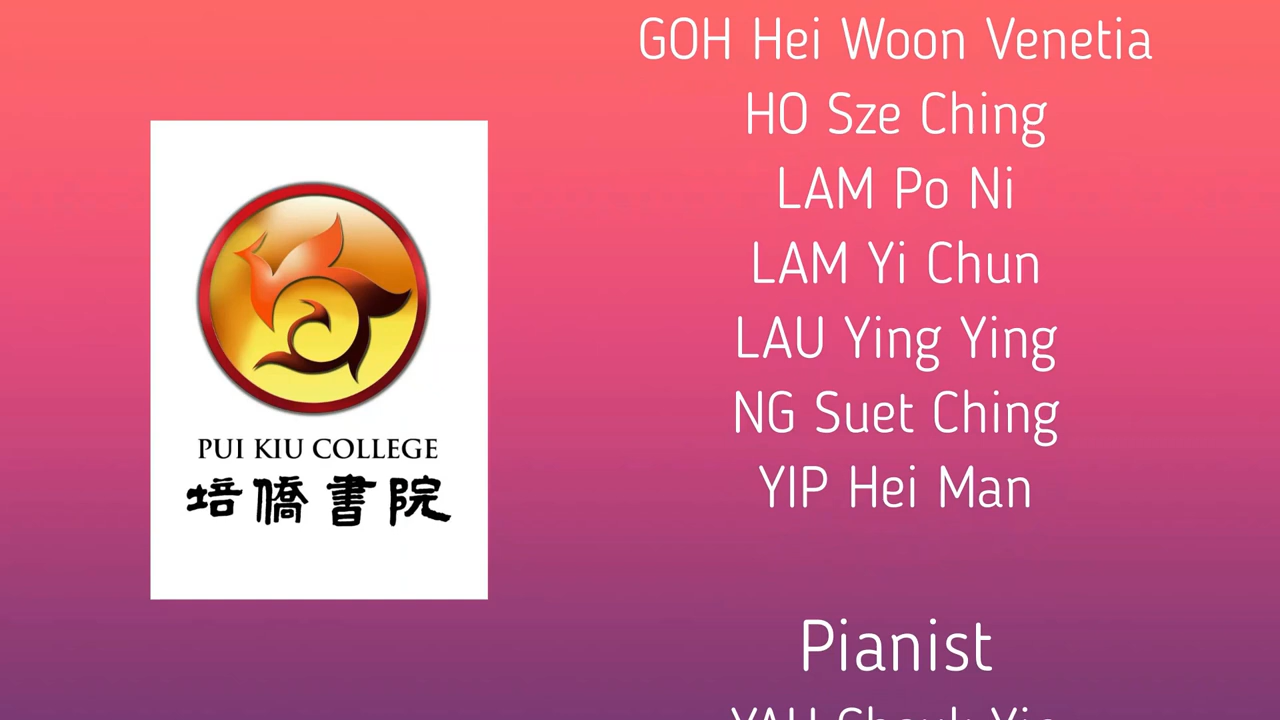 GOH Hei Woon Venetia
HO Sze Ching
LAM Po Ni
LAM Yi Chun
LAU Ying Ying
NG Suet Ching
YIP Hei Man
Pianist
PUI KIU COLLEGE
培僑書院